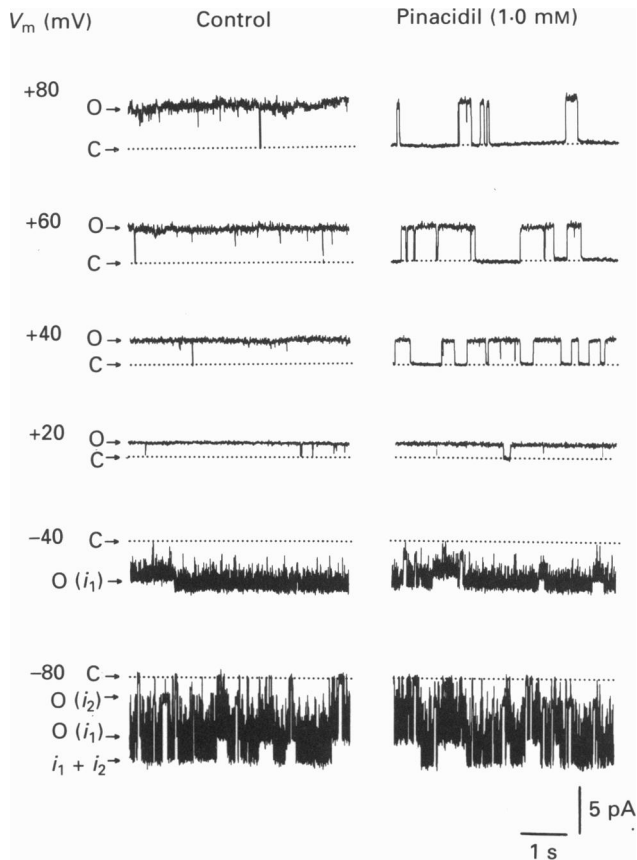 Vm (mV) Control Pinacidil (1·0 mM)
+80 O→
C→
+60 O→
C→
+40 O→
C→
+20 O→
C→
−40 C→
O (i1)→
−80 C→
O (i2)→
O (i1)→
i1 + i2→
5 pA
1 s